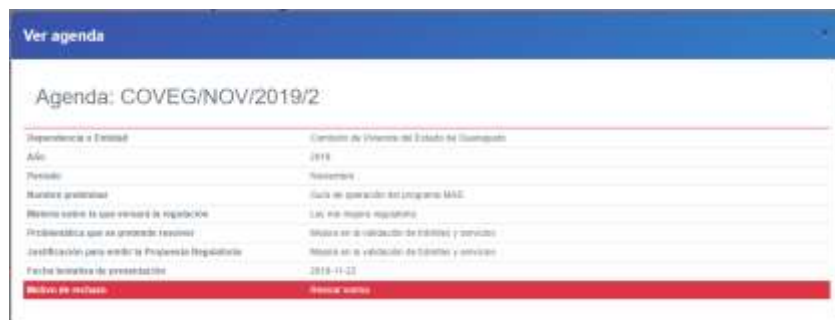 Ver agenda
Agenda: COVEG/NOV/2019/2
Dependencia o Entidad Comisión de Vivienda del Estado de Guanajuato
Año 2019
Periodo Noviembre
Nombre preliminar Guía de operación del programa
Materia sobre la que versará la regulación Ley mejora regulatoria
Problemática que se pretende resolver Mejora en la validación de trámites y servicios
Justificación para emitir la Propuesta Regulatoria Mejora en la validación de trámites y servicios
Fecha tentativa de presentación 2019-11-22
Motivo de rechazo Revisar